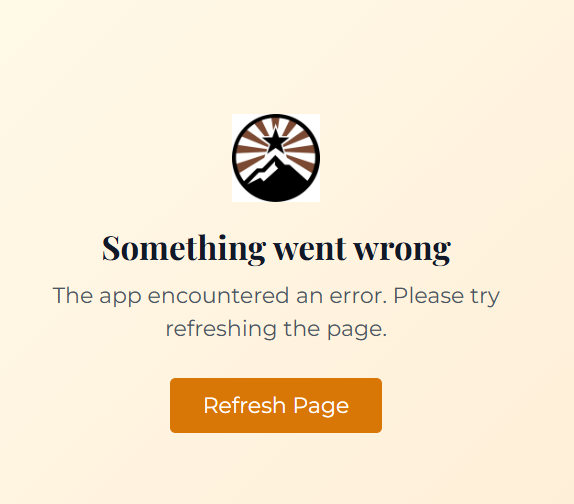 Something went wrong
The app encountered an error. Please try
refreshing the page.
Refresh Page